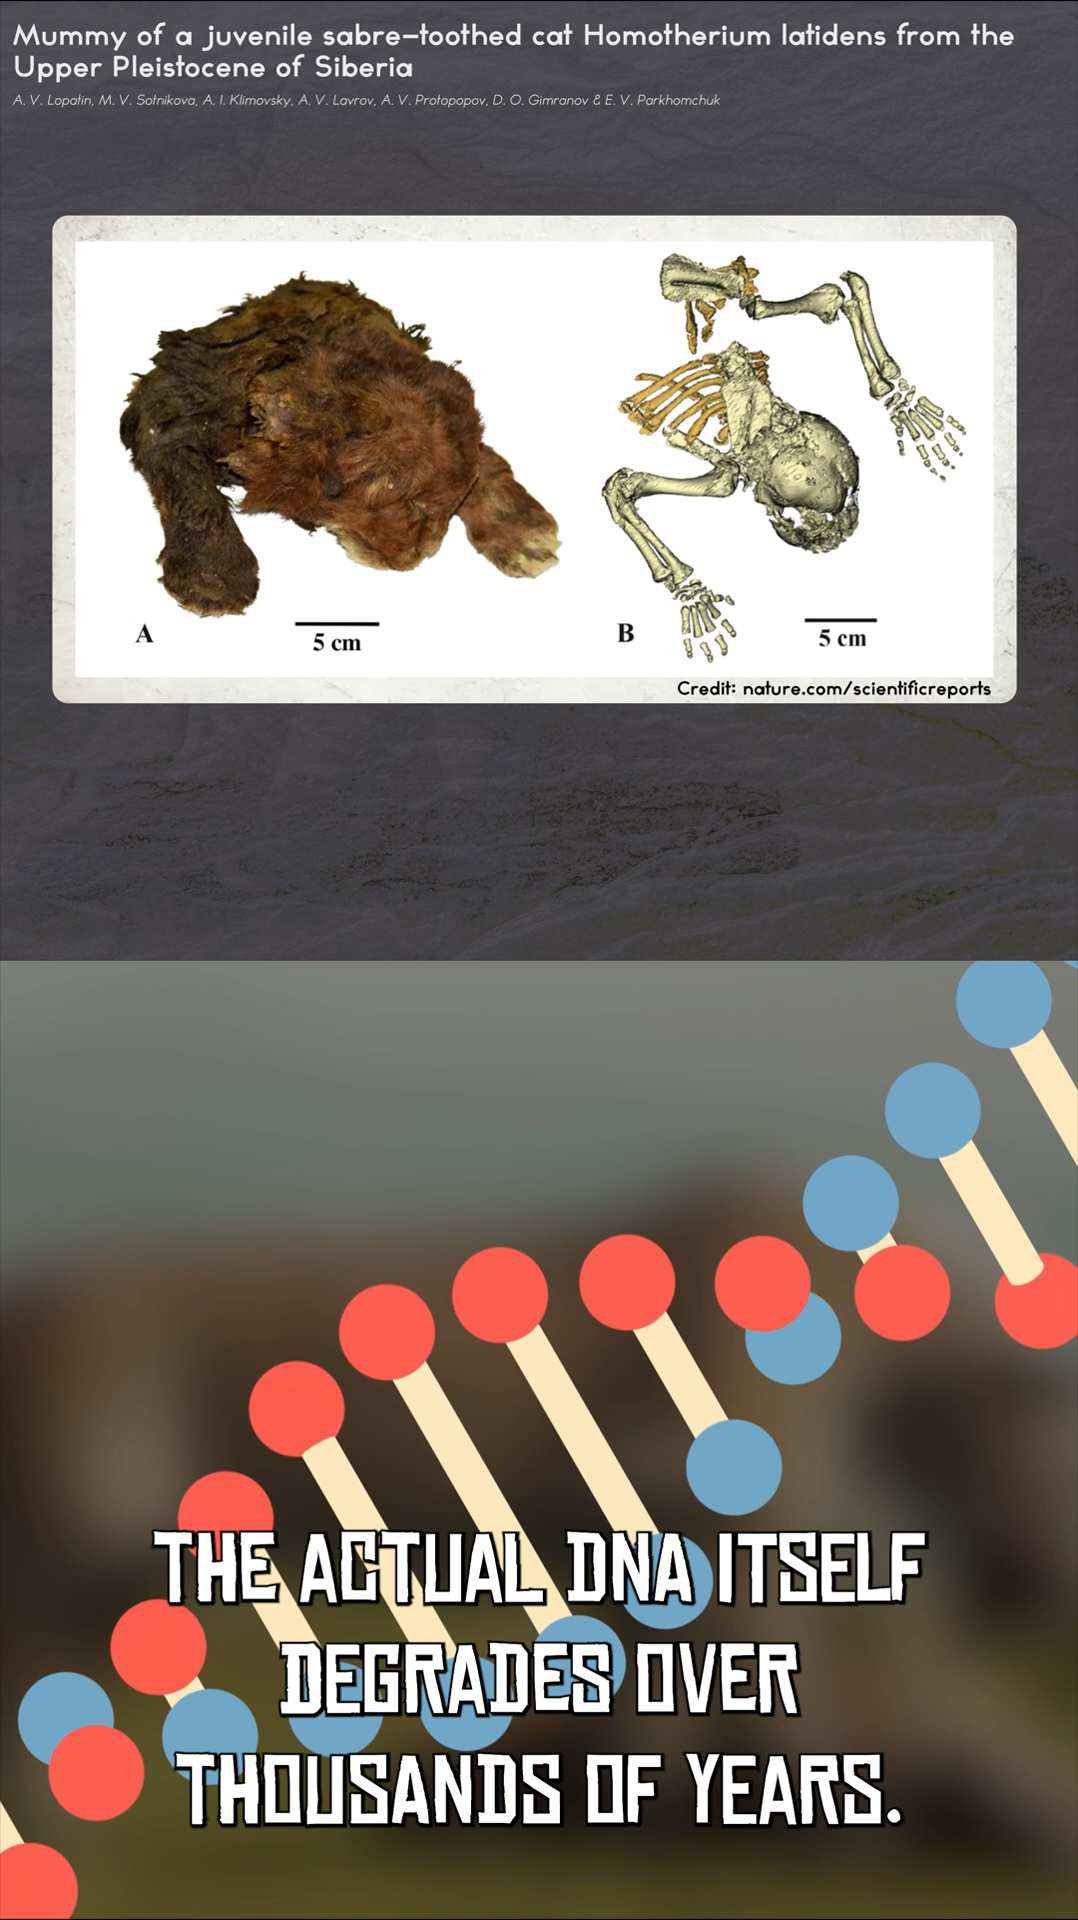 Mummy of a juvenile sabre-toothed cat Homotherium latidens from the
Upper Pleistocene of Siberia
A. V. Lopatin, M. V. Sotnikova, A. I. Klimovsky, A. V. Lavrov, A. V. Protopopov, D. O. Gimranov & E. V. Parkhomchuk
A
5 cm
B
5 cm
Credit: nature.com/scientificreports
THE ACTUAL DNA ITSELF
DEGRADES OVER
THOUSANDS OF YEARS.